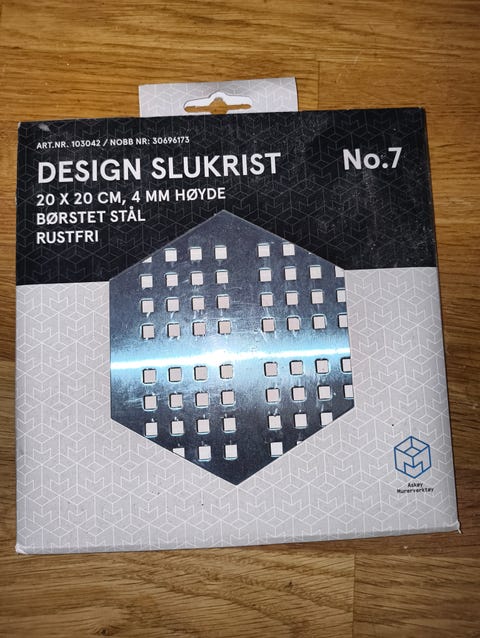 ART.NR. 103042 / NOBB NR: 30696173
DESIGN SLUKRIST
No.7
20 X 20 CM, 4 MM HØYDE
BØRSTET STÅL
RUSTFRI
Askøy
Murerverktøy